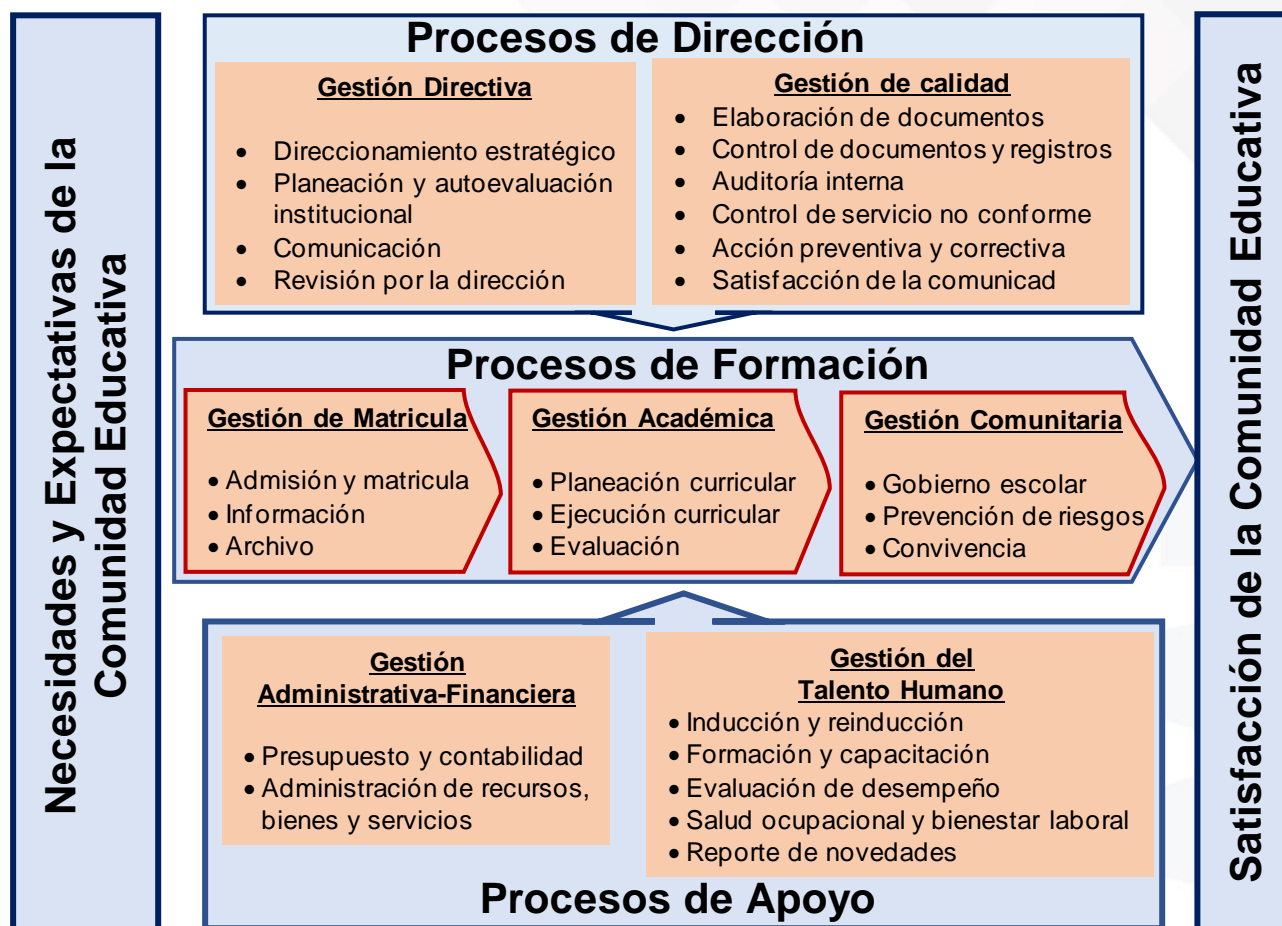 Necesidades y Expectativas de la
Comunidad Educativa
Procesos de Dirección
Gestión Directiva
• Direccionamiento estratégico
• Planeación y autoevaluación
institucional
• Comunicación
• Revisión por la dirección
Gestión de calidad
• Elaboración de documentos
• Control de documentos y registros
• Auditoría interna
• Control de servicio no conforme
• Acción preventiva y correctiva
• Satisfacción de la comunicad
Procesos de Formación
Gestión de Matricula
• Admisión y matricula
• Información
• Archivo
Gestión Académica
• Planeación curricular
• Ejecución curricular
• Evaluación
Gestión Comunitaria
• Gobierno escolar
• Prevención de riesgos
• Convivencia
Gestión
Administrativa-Financiera
• Presupuesto y contabilidad
• Administración de recursos,
bienes y servicios
Gestión del
Talento Humano
• Inducción y reinducción
• Formación y capacitación
• Evaluación de desempeño
• Salud ocupacional y bienestar laboral
• Reporte de novedades
Procesos de Apoyo
Satisfacción de la Comunidad Educativa